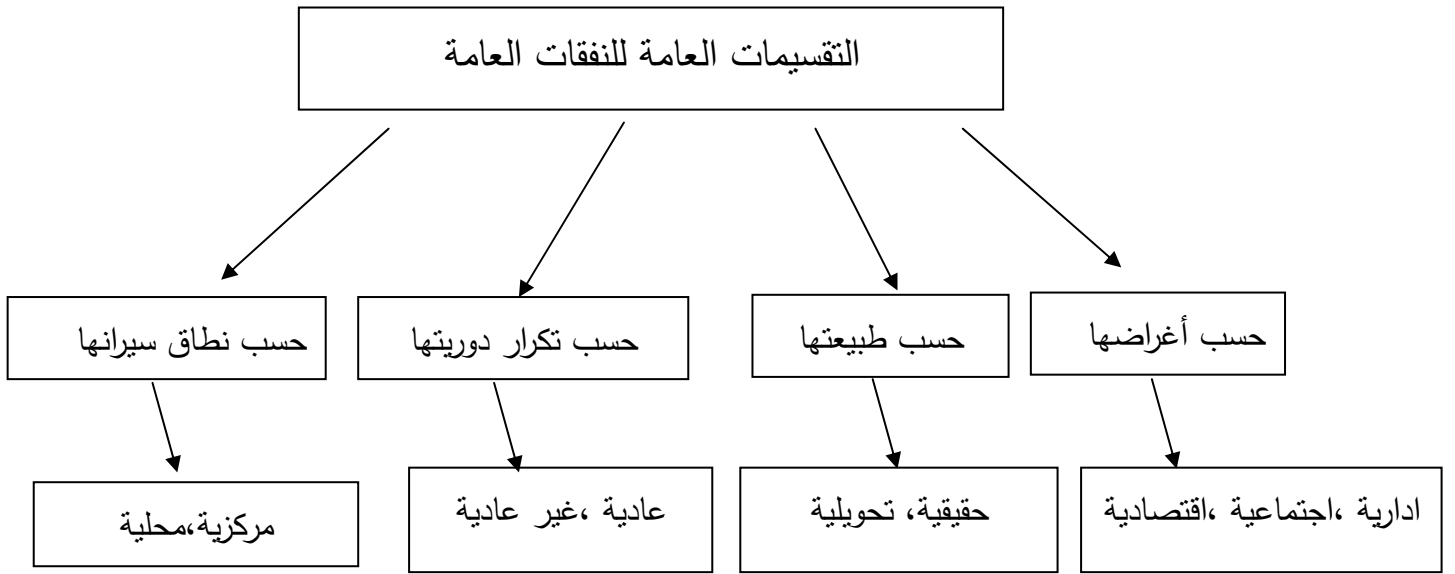 التقسيمات العامة للنفقات العامة
حسب أغراضها
حسب طبيعتها
حسب تكرار دوريتها
حسب نطاق سيرانها
ادارية ،اجتماعية ،اقتصادية
حقيقية، تحويلية
عادية ،غير عادية
مركزية،محلية